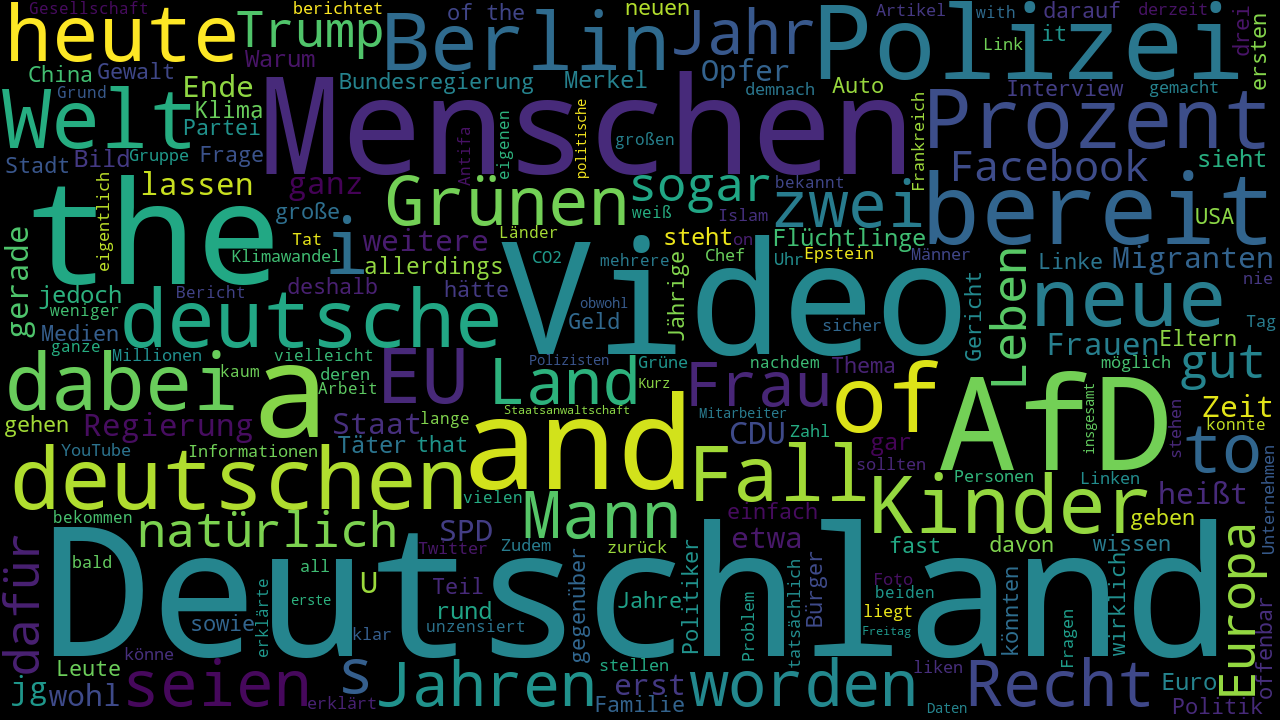 Gesellschaft
berichtet
of the
neuen
Artikel
with
darauf
derzeit
heute
Trump
Berlin
Jahr
Polizei
Link
it
drei
ersten
Warum
China
Gewalt
Ende
Bundesregierung
Merkel
Opfer
demnach
Auto
Interview
gemacht
Grund
Welt
Klima
Menschen
Prozent
Partei
politische
großen
Antifa
eigenen
Frankreich
Stadt
Bild
Gruppe
Frage
Facebook
sieht
lassen
ganz
Grünen
sogar
bekannt
zwei
bereit
the
eigentlich
große
i
weiß
Islam
USA
Tat
weitere
Länder
steht
on
Flüchtlinge
gerade
Klimawandel
allerdings
CO2
mehrere
Chef
Uhr
Epstein
Männer
Linke
Migranten
nie
jedoch
Bericht
deshalb
hätte
Video
Jährige
Gericht
Leben
neue
weniger
deutsche
obwohl
Geld
sicher
Tag
Medien
ganze
Millionen
vielleicht
EU
Polizisten
Grüne
nachdem
Thema
Frauen
Eltern
möglich
gut
dabei
kaum
a
deren
Arbeit
Land
Kurz
Frau
of
AfD
insgesamt
stehen
Zeit
konnte
gehen
Regierung
Staat
lange
Staatsanwaltschaft
Mitarbeiter
and
CDU
Zahl
gar
to
YouTube
Informationen
Täter
that
sollten
Unternehmen
deutschen
vielen
Fall
Personen
Linken
Kinder
heißt
geben
bekommen
natürlich
SPD
Mann
einfach
etwa
Twitter
Zudem
zurück
fast
davon
wissen
dafür
Deutschland
bald
all
U
erste
erklärte
Teil
gegenüber
Jahre
Politiker
Problem
tatsächlich
Bürger
Foto
beiden
liegt
Freitag
könnten
Fragen
wirklich
Europa
offenbar
sowie
klar
rund
unzensiert
Leute
könne
s
stellen
liken
jg
wohl
seien
erklärt
Jahren
erst
Familie
worden
Daten
Recht
Euro
Politik